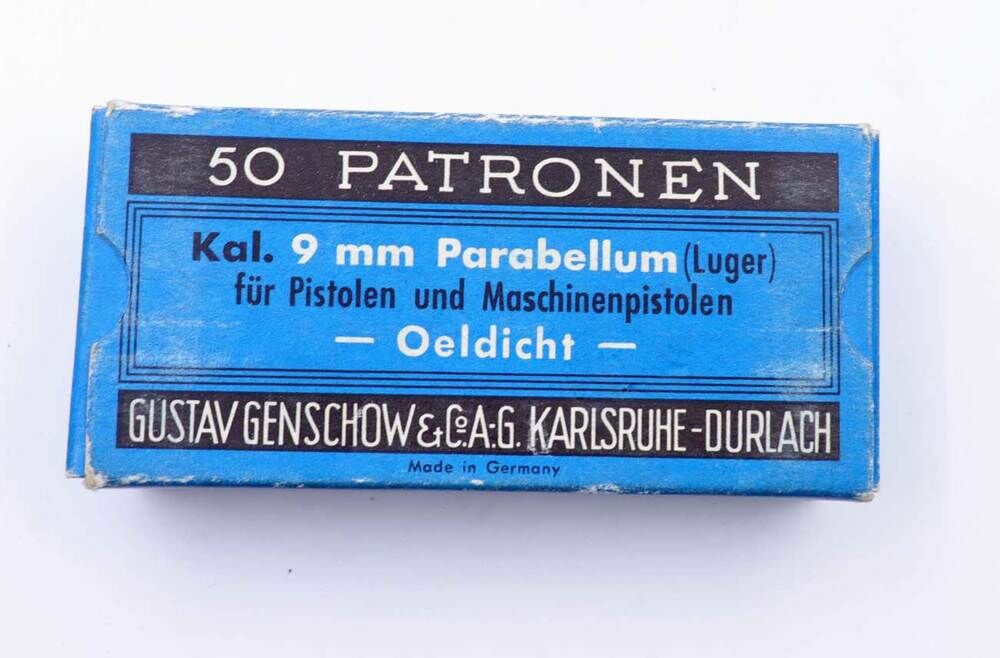 50 PATRONEN
Kal. 9 mm Parabellum (Luger)
für Pistolen und Maschinenpistolen
— Oeldicht —
GUSTAV GENSCHOW & Co. A.-G. KARLSRUHE-DURLACH
Made in Germany